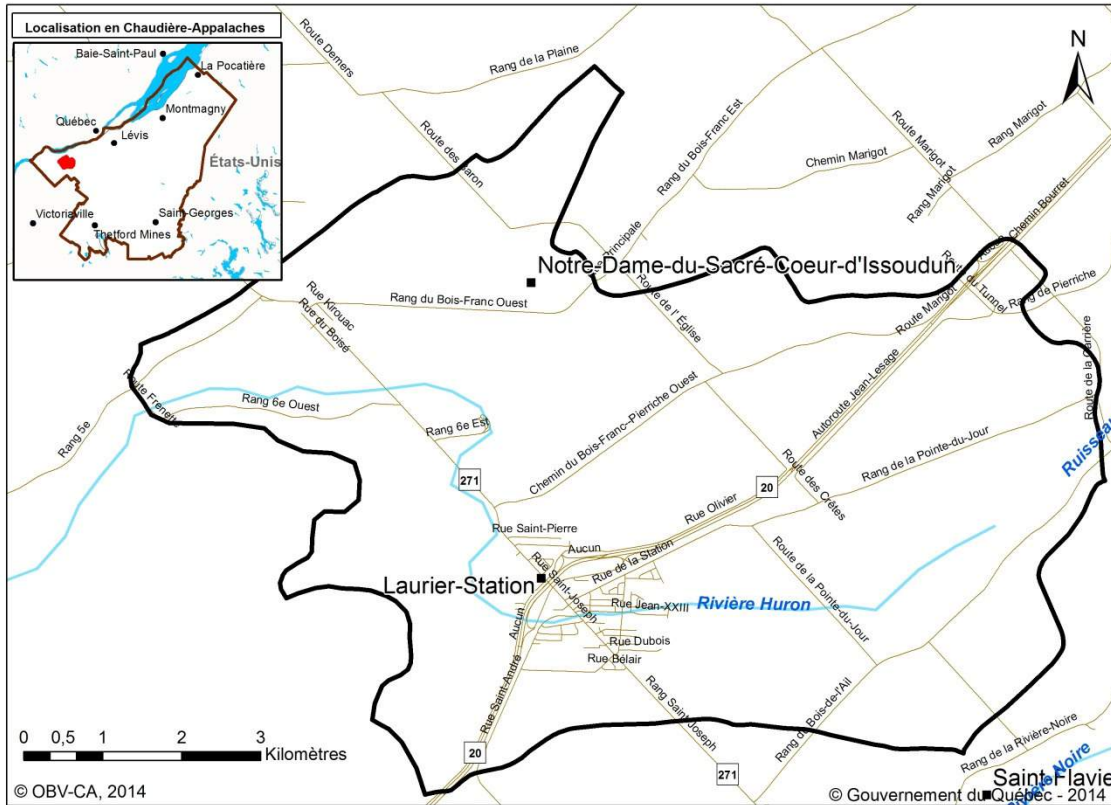 Localisation en Chaudière-Appalaches
Baie-Saint-Paul
La Pocatière
Montmagny
Québec
Lévis
États-Unis
Victoriaville
Saint-Georges
Thetford Mines
N
Route Demers
Rang de la Plaine
Route des Baron
Rang du Bois-Franc Est
Route Marigot
Rang Marigot
Chemin Marigot
Rang Marigot
Chemin Bourret
Aucun
Principale
Notre-Dame-du-Sacré-Coeur-d'Issoudun
Route du Tunnel
Rang de Pierriche
Rang du Bois-Franc Ouest
Route de l' Église
Route Marigot
Rue Kirouac
Rue du Boisé
Route de la Carrière
Autoroute Jean-Lesage
Route Frenette
Rang 6e Ouest
Chemin du Bois-Franc--Pierriche Ouest
Rang 6e Est
Rang 5e
Rang de la Pointe-du-Jour
Ruisseau
271
20
Route des Crêtes
Rue Olivier
Rue Saint-Pierre
Aucun
Rue de la Station
Laurier-Station
Rue Saint-Joseph
Route de la Pointe-du-Jour
Rue Jean-XXIII
Rivière Huron
Aucun
Rue Dubois
Rue Bélair
Rue Saint-André
Rang Saint-Joseph
Rang du Bois-de-l'Ail
0 0,5 1 2 3
Kilomètres
20
271
Rang de la Rivière-Noire
Noire
Saint-Flavie
© OBV-CA, 2014
© Gouvernement du Québec - 2014